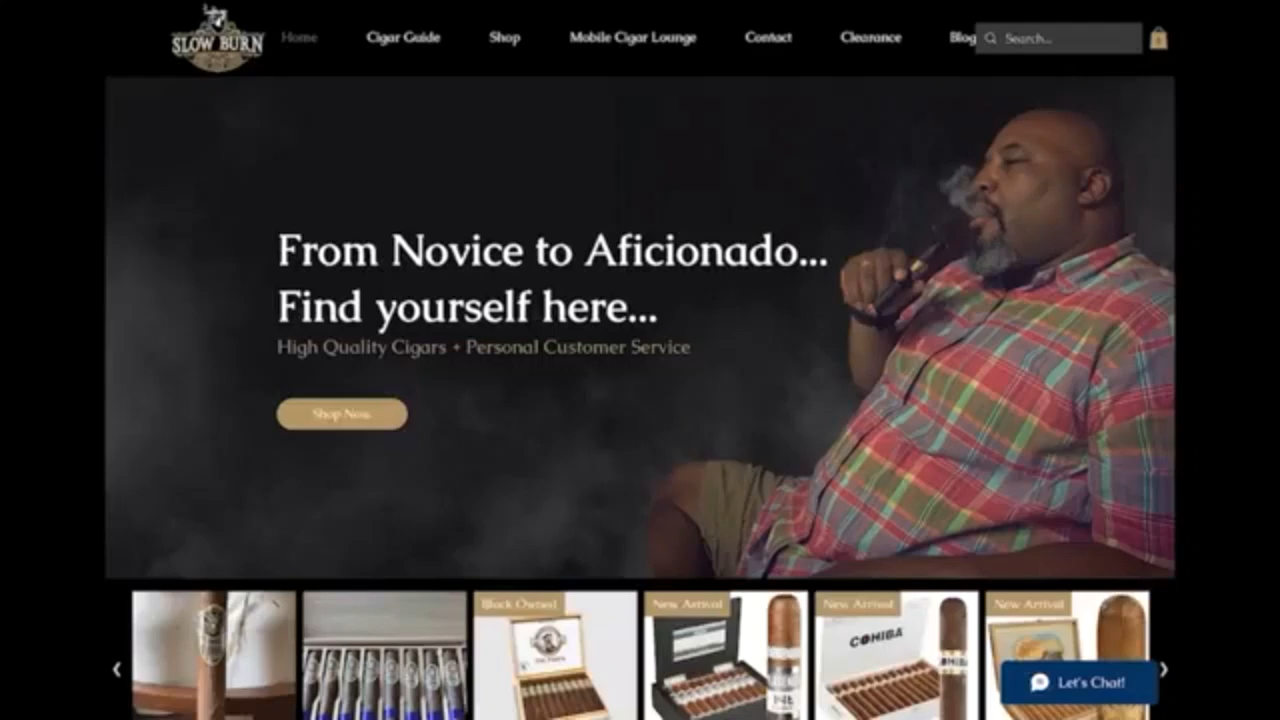 SLOW BURN
Home
Cigar Guide
Shop
Mobile Cigar Lounge
Contact
Clearance
Blog
Search...
From Novice to Aficionado...
Find yourself here...
High Quality Cigars + Personal Customer Service
Shop Now
Black Owned
New Arrival
New Arrival
New Arrival
COHIBA
Let's Chat!